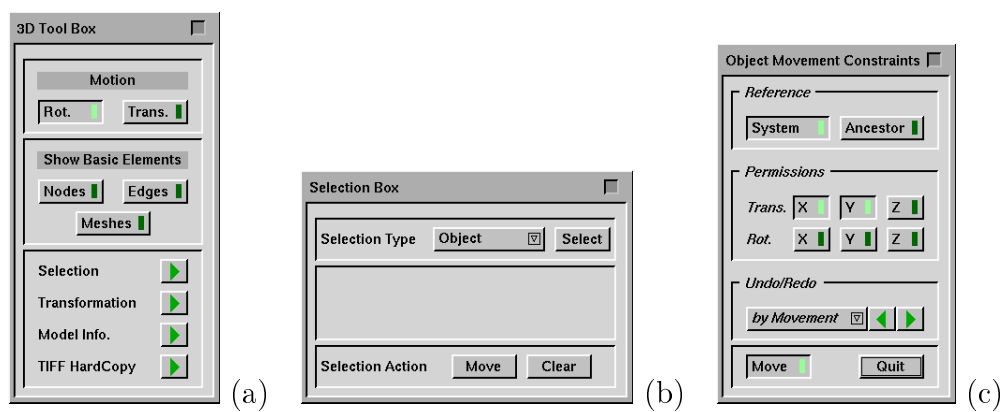 3D Tool Box
Motion
Rot. Trans.
Show Basic Elements
Nodes Edges
Meshes
Selection
Transformation
Model Info.
TIFF HardCopy
(a)
Selection Box
Selection Type Object Select
Selection Action Move Clear
(b)
Object Movement Constraints
Reference
System Ancestor
Permissions
Trans. X Y Z
Rot. X Y Z
Undo/Redo
by Movement
Move Quit
(c)